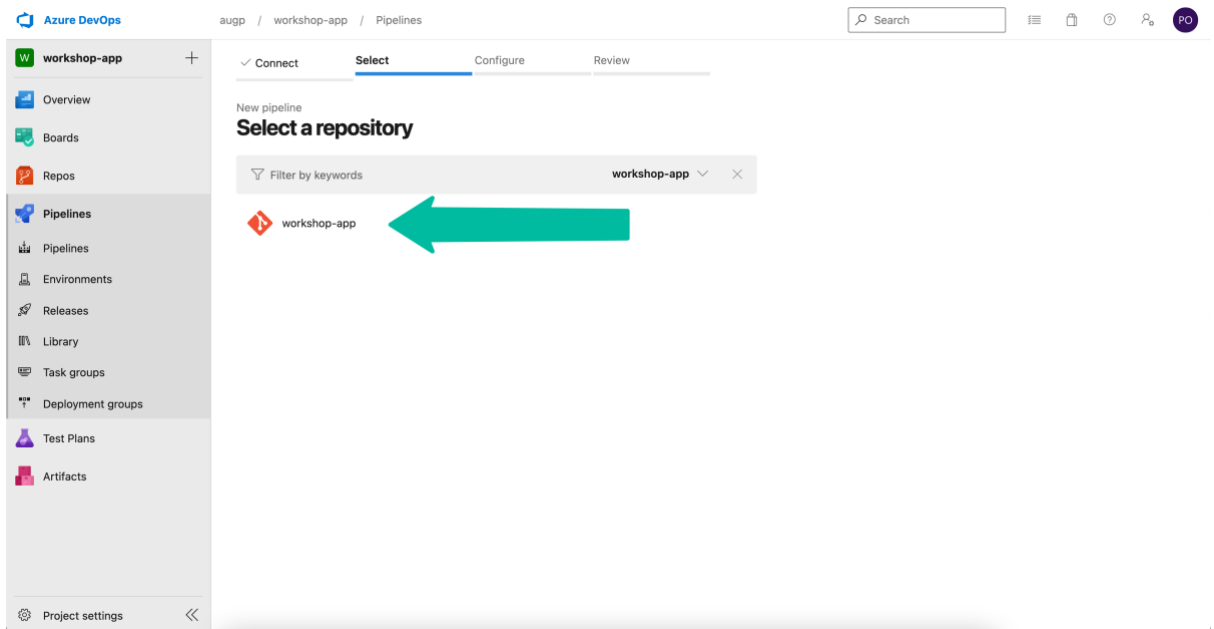 Azure DevOps
augp / workshop-app / Pipelines
Search
PO
W workshop-app
Connect
Select
Configure
Review
Overview
New pipeline
Select a repository
Boards
Repos
Filter by keywords
workshop-app
Pipelines
workshop-app
Pipelines
Environments
Releases
Library
Task groups
Deployment groups
Test Plans
Artifacts
Project settings